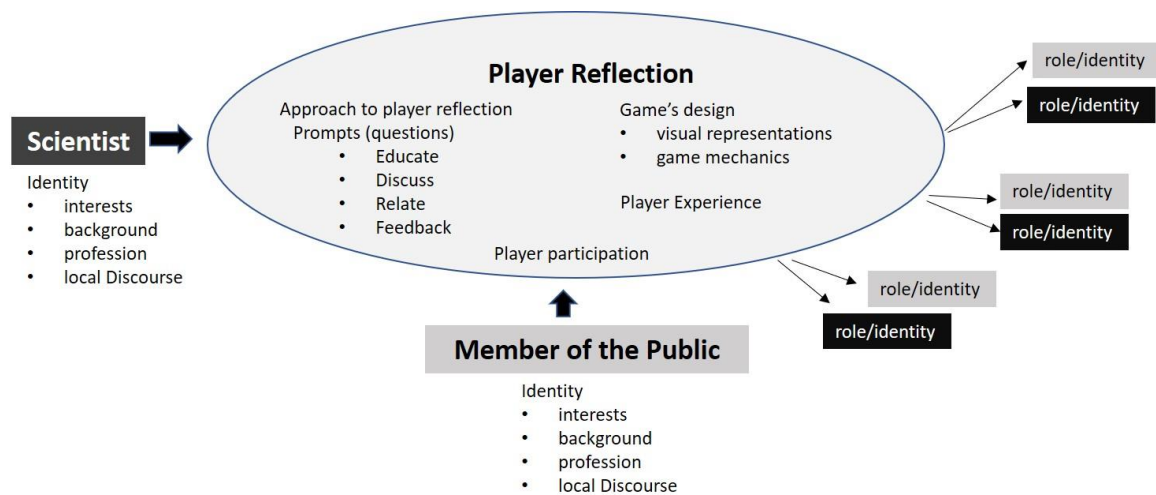 Player Reflection
Approach to player reflection
Prompts (questions)
• Educate
• Discuss
• Relate
• Feedback
Game's design
• visual representations
• game mechanics
Player Experience
Player participation
Scientist
Identity
• interests
• background
• profession
• local Discourse
Member of the Public
Identity
• interests
• background
• profession
• local Discourse
role/identity
role/identity
role/identity
role/identity
role/identity
role/identity